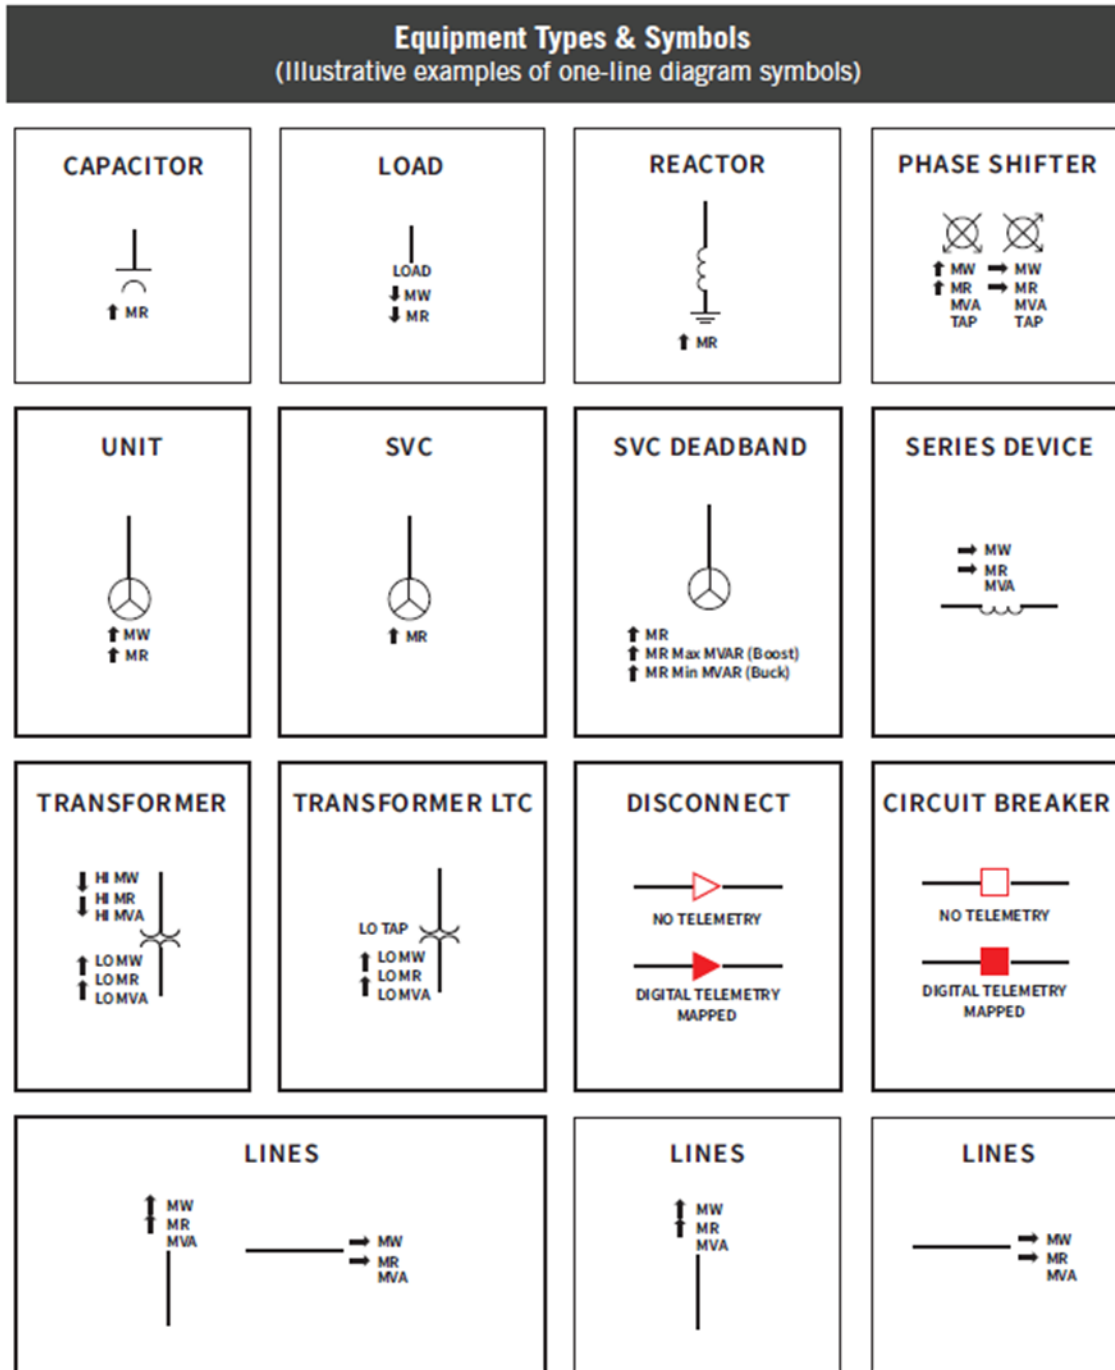 Equipment Types & Symbols
(Illustrative examples of one-line diagram symbols)
CAPACITOR
MR
LOAD
LOAD
MW
MR
REACTOR
MR
PHASE SHIFTER
MW MW
MR MR
MVA MVA
TAP TAP
UNIT
MW
MR
SVC
MR
SVC DEADBAND
MR
MR Max MVAR (Boost)
MR Min MVAR (Buck)
SERIES DEVICE
MW
MR
MVA
TRANSFORMER
HI MW
HI MR
HI MVA
LO MW
LO MR
LO MVA
TRANSFORMER LTC
LO TAP
LO MW
LO MR
LO MVA
DISCONNECT
NO TELEMETRY
DIGITAL TELEMETRY
MAPPED
CIRCUIT BREAKER
NO TELEMETRY
DIGITAL TELEMETRY
MAPPED
LINES
MW
MR
MVA
MW
MR
MVA
LINES
MW
MR
MVA
LINES
MW
MR
MVA